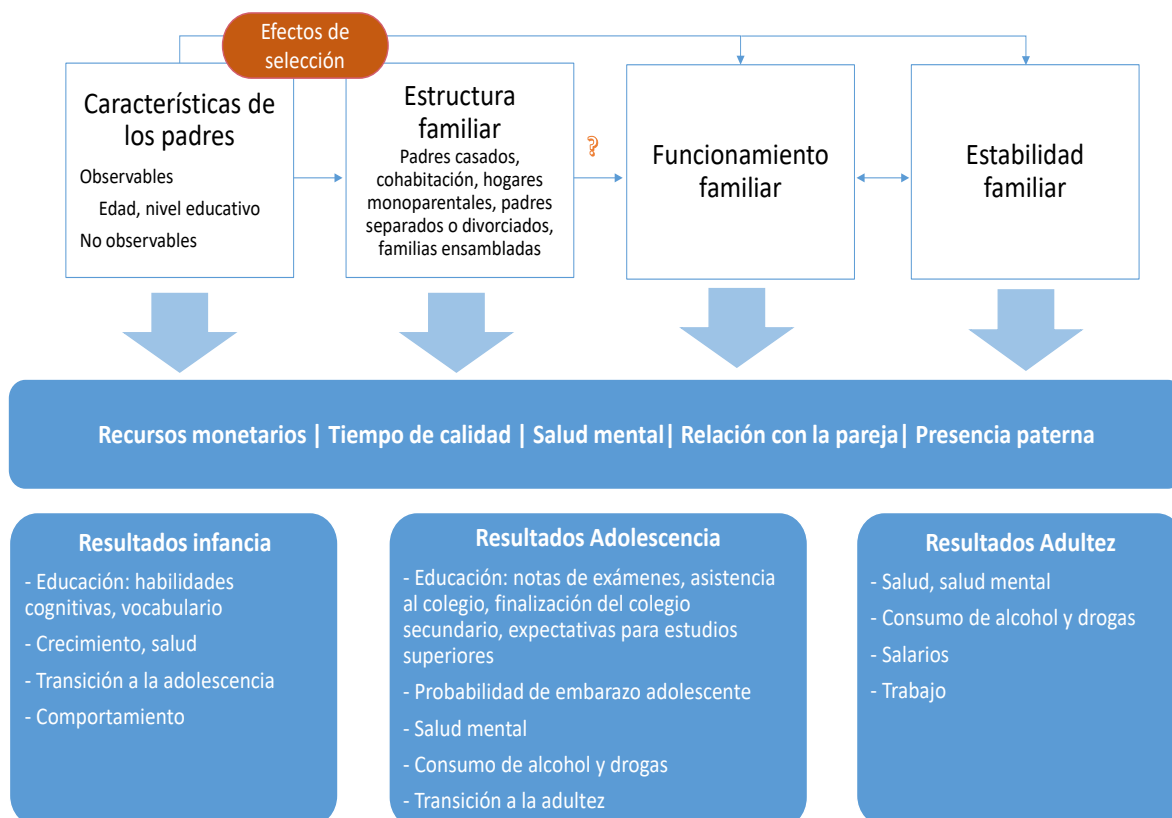 Efectos de
selección
Características de
los padres
Observables
Edad, nivel educativo
No observables
Estructura
familiar
Padres casados,
cohabitación, hogares
monoparentales, padres
separados o divorciados,
familias ensambladas
?
Funcionamiento
familiar
Estabilidad
familiar
Recursos monetarios | Tiempo de calidad | Salud mental| Relación con la pareja| Presencia paterna
Resultados infancia
- Educación: habilidades
cognitivas, vocabulario
- Crecimiento, salud
- Transición a la adolescencia
- Comportamiento
Resultados Adolescencia
- Educación: notas de exámenes, asistencia
al colegio, finalización del colegio
secundario, expectativas para estudios
superiores
- Probabilidad de embarazo adolescente
- Salud mental
- Consumo de alcohol y drogas
- Transición a la adultez
Resultados Adultez
- Salud, salud mental
- Consumo de alcohol y drogas
- Salarios
- Trabajo